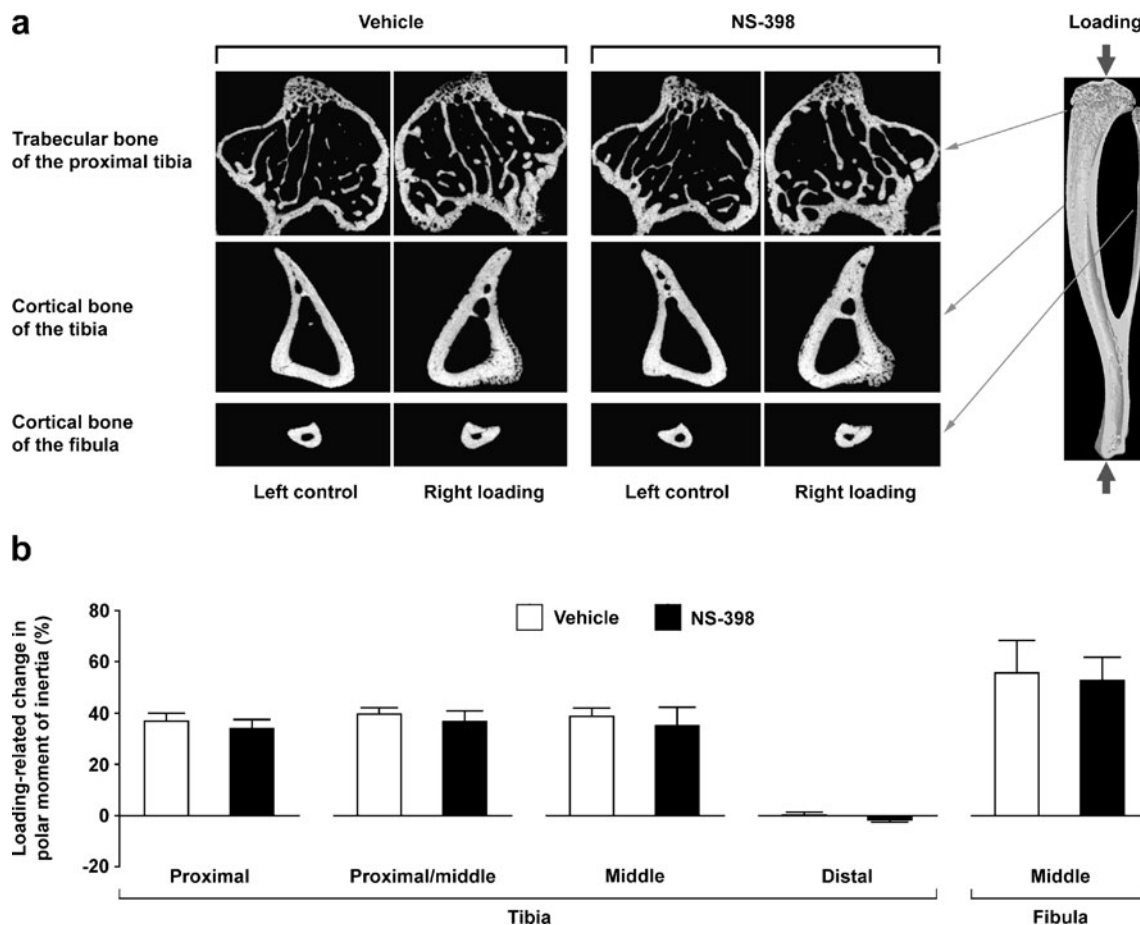 a
Vehicle
NS-398
Loading
Trabecular bone
of the proximal tibia
Cortical bone
of the tibia
Cortical bone
of the fibula
Left control
Right loading
Left control
Right loading
b
Loading-related change in
polar moment of inertia (%)
80
60
40
20
0
-20
Vehicle
NS-398
Proximal
Proximal/middle
Middle
Distal
Middle
Tibia
Fibula